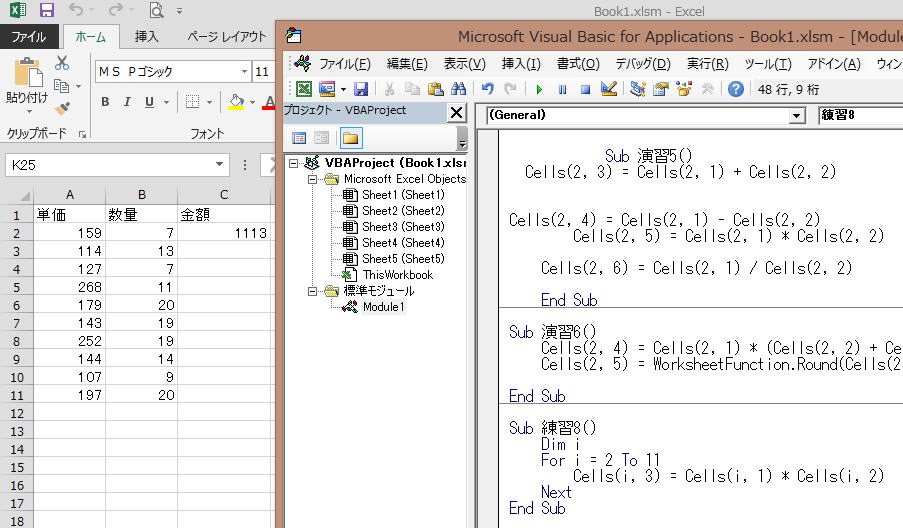 Book1.xlsm - Excel
ファイル ホーム 挿入 ページ レイアウト
貼り付け
ＭＳ Ｐゴシック 11
B I U A
クリップボード フォント
K25
A B C
1 単価 数量 金額
2 159 7 1113
3 114 13
4 127 7
5 268 11
6 179 20
7 143 19
8 252 19
9 144 14
10 107 9
11 197 20
12
13
14
15
16
17
18
Microsoft Visual Basic for Applications - Book1.xlsm - [Module
ファイル(F) 編集(E) 表示(V) 挿入(I) 書式(O) デバッグ(D) 実行(R) ツール(T) アドイン(A) ウィン
48 行, 9 桁
プロジェクト - VBAProject
VBAProject (Book1.xlsm
Microsoft Excel Objects
Sheet1 (Sheet1)
Sheet2 (Sheet2)
Sheet3 (Sheet3)
Sheet4 (Sheet4)
Sheet5 (Sheet5)
ThisWorkbook
標準モジュール
Module1
(General) 練習8
Sub 演習5()
Cells(2, 3) = Cells(2, 1) + Cells(2, 2)
Cells(2, 4) = Cells(2, 1) - Cells(2, 2)
Cells(2, 5) = Cells(2, 1) * Cells(2, 2)
Cells(2, 6) = Cells(2, 1) / Cells(2, 2)
End Sub
Sub 演習6()
Cells(2, 4) = Cells(2, 1) * (Cells(2, 2) + Ce
Cells(2, 5) = WorksheetFunction.Round(Cells(2
End Sub
Sub 練習8()
Dim i
For i = 2 To 11
Cells(i, 3) = Cells(i, 1) * Cells(i, 2)
Next
End Sub